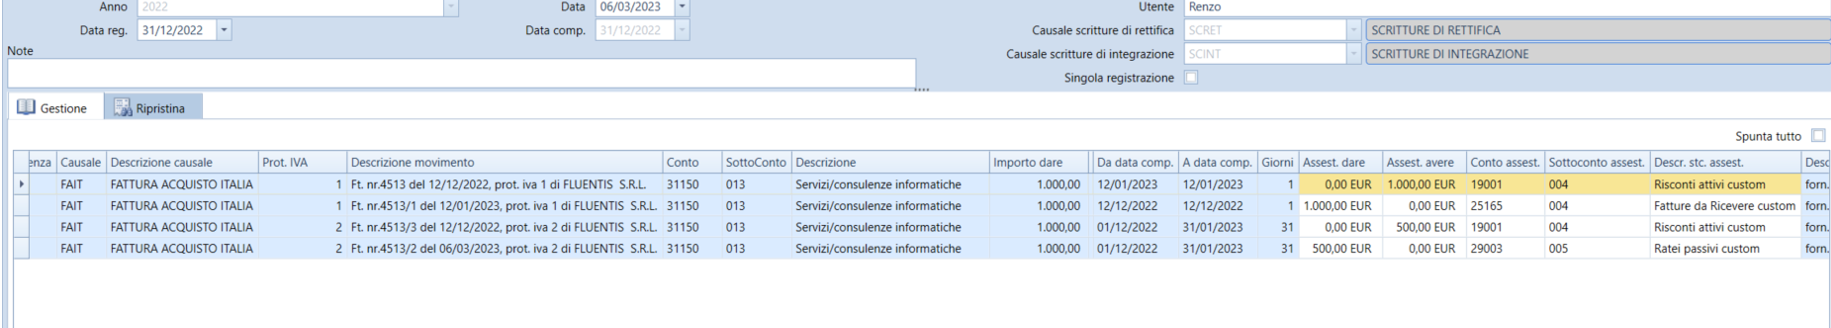 Anno 2022 Data 06/03/2023 Utente Renzo
Data reg. 31/12/2022 Data comp. 31/12/2022 Causale scritture di rettifica SCRET SCRITTURE DI RETTIFICA
Note Causale scritture di integrazione SCINT SCRITTURE DI INTEGRAZIONE
Singola registrazione
Gestione Ripristina
Spunta tutto
enza Causale Descrizione causale Prot. IVA Descrizione movimento Conto SottoConto Descrizione Importo dare Da data comp. A data comp. Giorni Assest. dare Assest. avere Conto assest. Sottoconto assest. Descr. stc. assest. Desc
FAIT FATTURA ACQUISTO ITALIA 1 Ft. nr.4513 del 12/12/2022, prot. iva 1 di FLUENTIS S.R.L. 31150 013 Servizi/consulenze informatiche 1.000,00 12/01/2023 12/01/2023 1 0,00 EUR 1.000,00 EUR 19001 004 Risconti attivi custom forn.
FAIT FATTURA ACQUISTO ITALIA 1 Ft. nr.4513/1 del 12/01/2023, prot. iva 1 di FLUENTIS S.R.L. 31150 013 Servizi/consulenze informatiche 1.000,00 12/12/2022 12/12/2022 1 1.000,00 EUR 0,00 EUR 25165 004 Fatture da Ricevere custom forn.
FAIT FATTURA ACQUISTO ITALIA 2 Ft. nr.4513/3 del 12/12/2022, prot. iva 2 di FLUENTIS S.R.L. 31150 013 Servizi/consulenze informatiche 1.000,00 01/12/2022 31/01/2023 31 0,00 EUR 500,00 EUR 19001 004 Risconti attivi custom forn.
FAIT FATTURA ACQUISTO ITALIA 2 Ft. nr.4513/2 del 06/03/2023, prot. iva 2 di FLUENTIS S.R.L. 31150 013 Servizi/consulenze informatiche 1.000,00 01/12/2022 31/01/2023 31 500,00 EUR 0,00 EUR 29003 005 Ratei passivi custom forn.